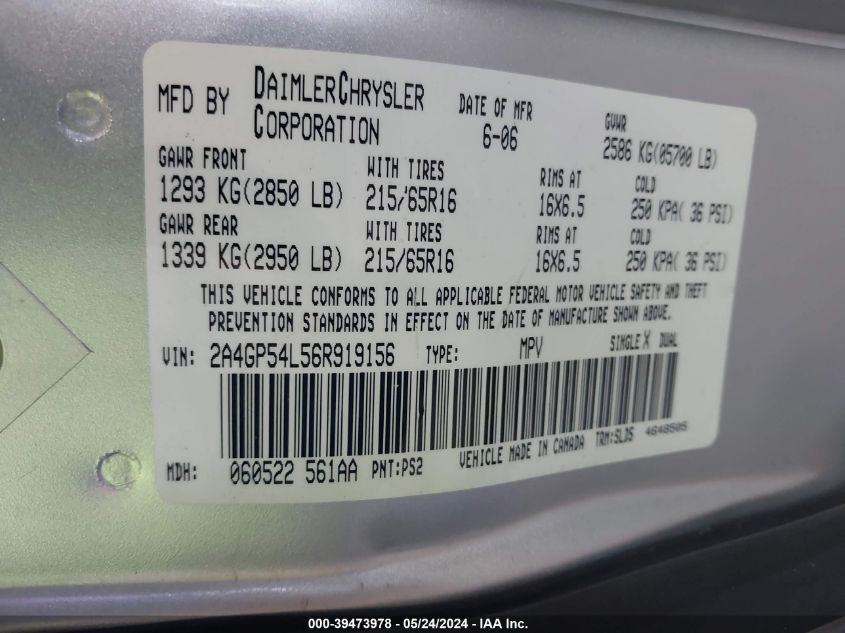 MFD BY DAIMLERCHRYSLER CORPORATION DATE OF MFR 6-06 GVWR 2586 KG(05700 LB)
GAWR FRONT WITH TIRES RIMS AT COLD
1293 KG(2850 LB) 215/65R16 16X6.5 250 KPA( 36 PSI)
GAWR REAR WITH TIRES RIMS AT COLD
1339 KG(2950 LB) 215/65R16 16X6.5 250 KPA( 36 PSI)
THIS VEHICLE CONFORMS TO ALL APPLICABLE FEDERAL MOTOR VEHICLE SAFETY AND THEFT
PREVENTION STANDARDS IN EFFECT ON THE DATE OF MANUFACTURE SHOWN ABOVE.
VIN: 2A4GP54L56R919156 TYPE: MPV SINGLE X DUAL
MDH: 060522 561AA PNT:PS2 VEHICLE MADE IN CANADA TRM:SLD5 4648505
000-39473978 - 05/24/2024 - IAA Inc.